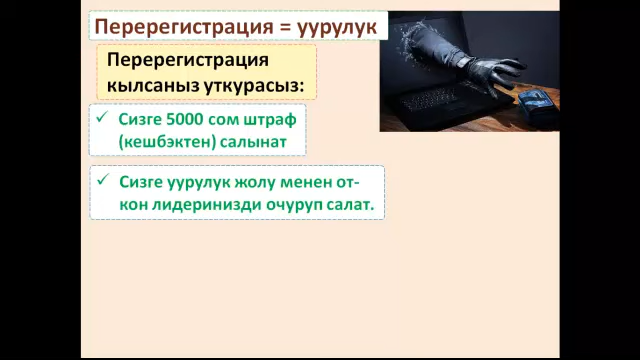 Перерегистрация = уурулук
Перерегистрация
кылсаныз уткурасыз:
✓ Сизге 5000 сом штраф
(кешбэктен) салынат
✓ Сизге уурулук жолу менен от-
кон лидеринизди очуруп салат.